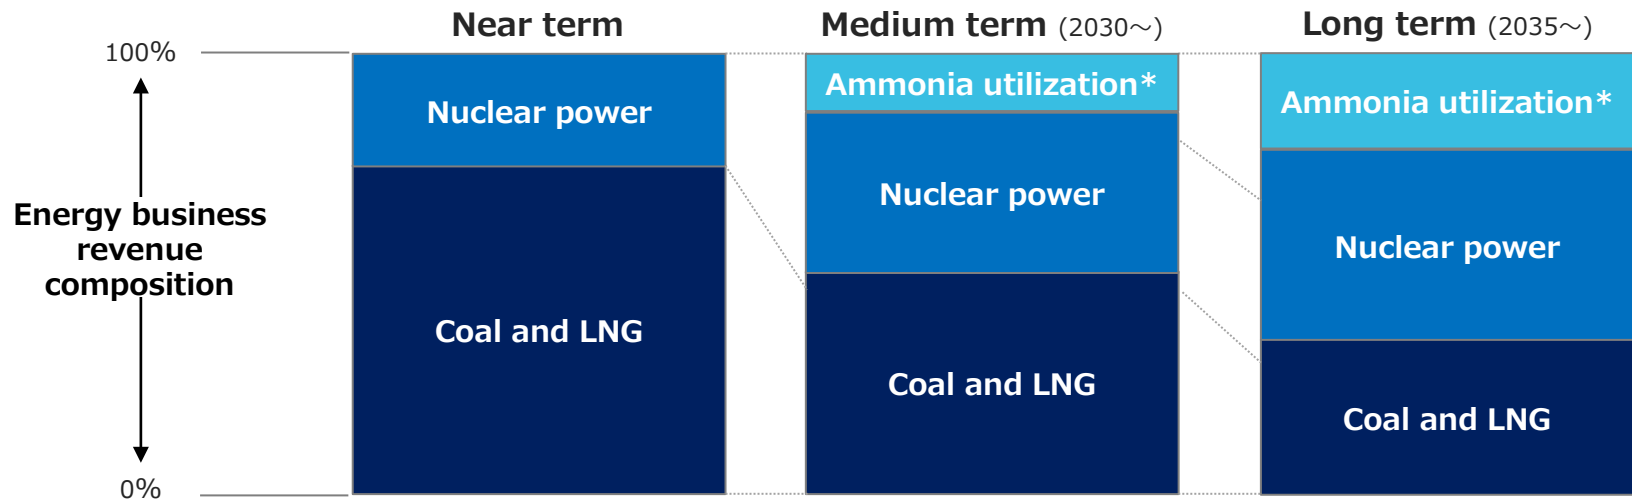 Near term
Medium term (2030～)
Long term (2035～)
100%
Energy business
revenue
composition
0%
Nuclear power
Coal and LNG
Ammonia utilization*
Nuclear power
Coal and LNG
Ammonia utilization*
Nuclear power
Coal and LNG